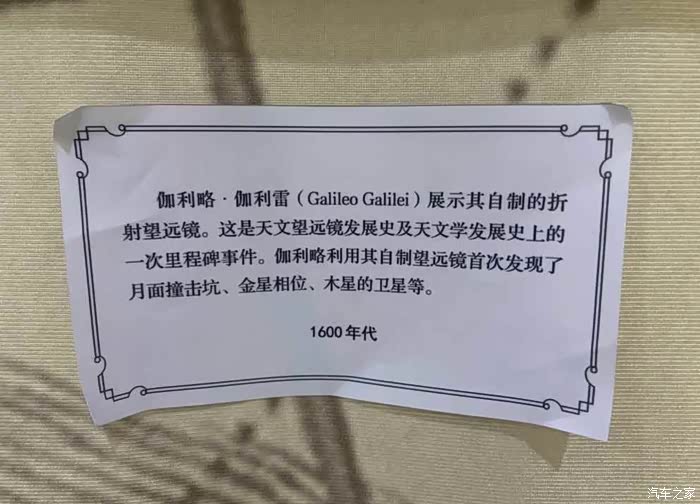 伽利略·伽利雷（Galileo Galilei）展示其自制的折
射望远镜。这是天文望远镜发展史及天文学发展史上的
一次里程碑事件。伽利略利用其自制望远镜首次发现了
月面撞击坑、金星相位、木星的卫星等。
1600 年代
汽车之家